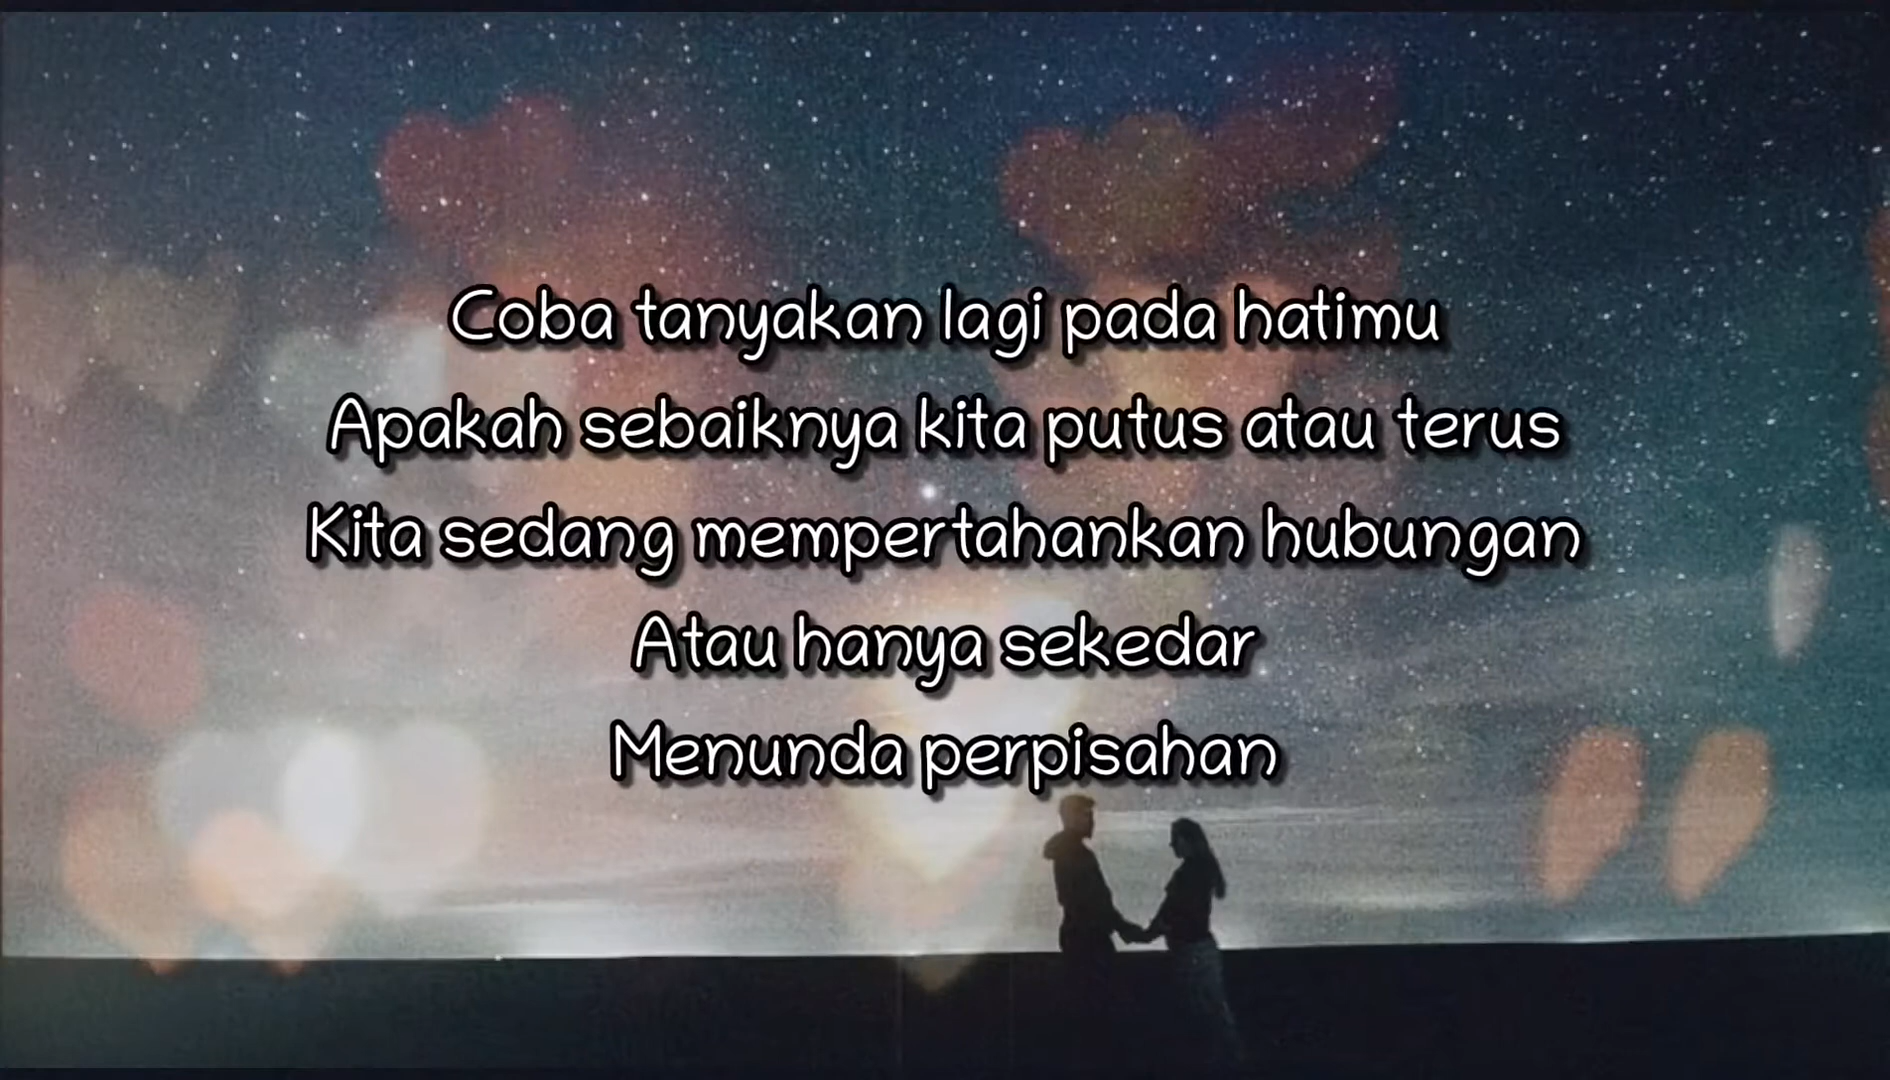 Coba tanyakan lagi pada hatimu
Apakah sebaiknya kita putus atau terus
Kita sedang mempertahankan hubungan
Atau hanya sekedar
Menunda perpisahan